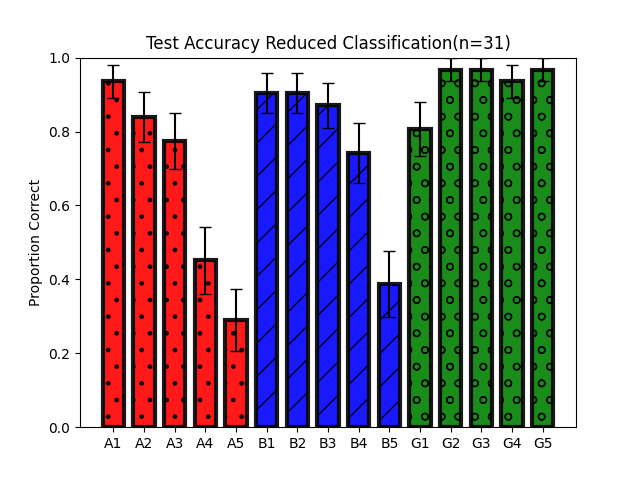 Test Accuracy Reduced Classification(n=31)
Proportion Correct
1.0
0.8
0.6
0.4
0.2
0.0
A1 A2 A3 A4 A5 B1 B2 B3 B4 B5 G1 G2 G3 G4 G5